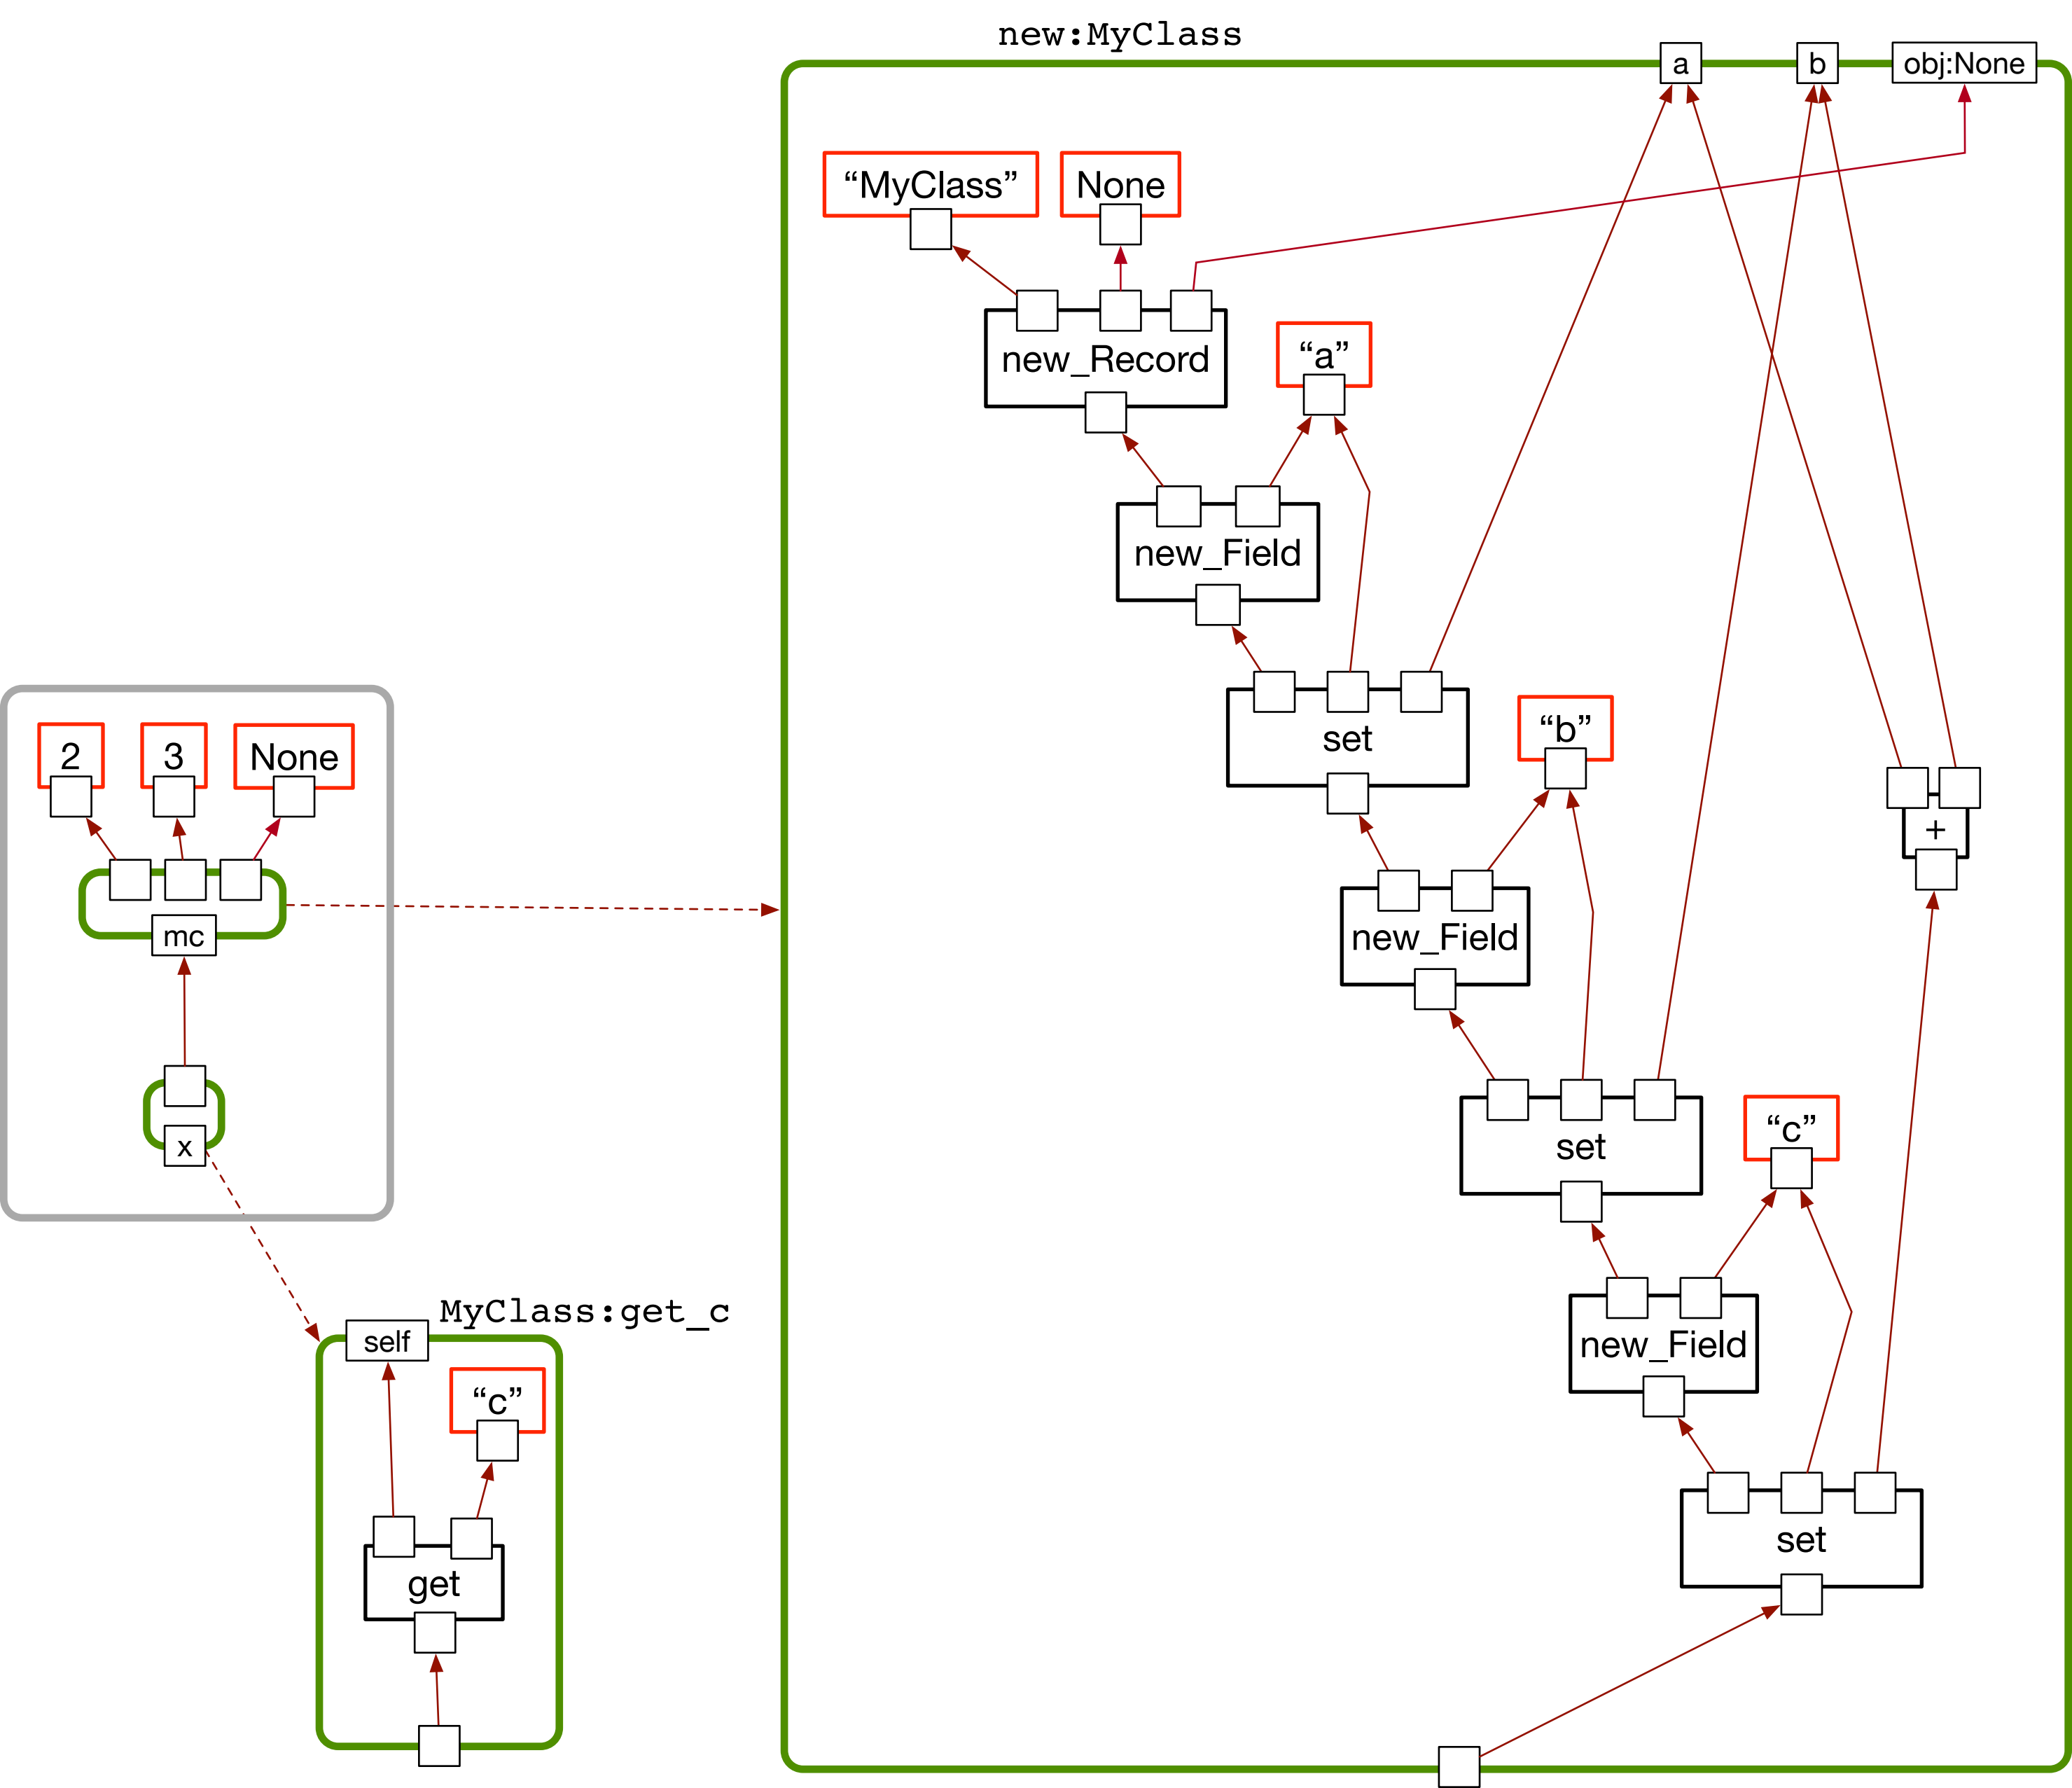 new:MyClass
a
b
obj:None
“MyClass”
None
new_Record
“a”
new_Field
set
“b”
2
3
None
+
mc
new_Field
x
set
“c”
MyClass:get_c
self
new_Field
“c”
set
get